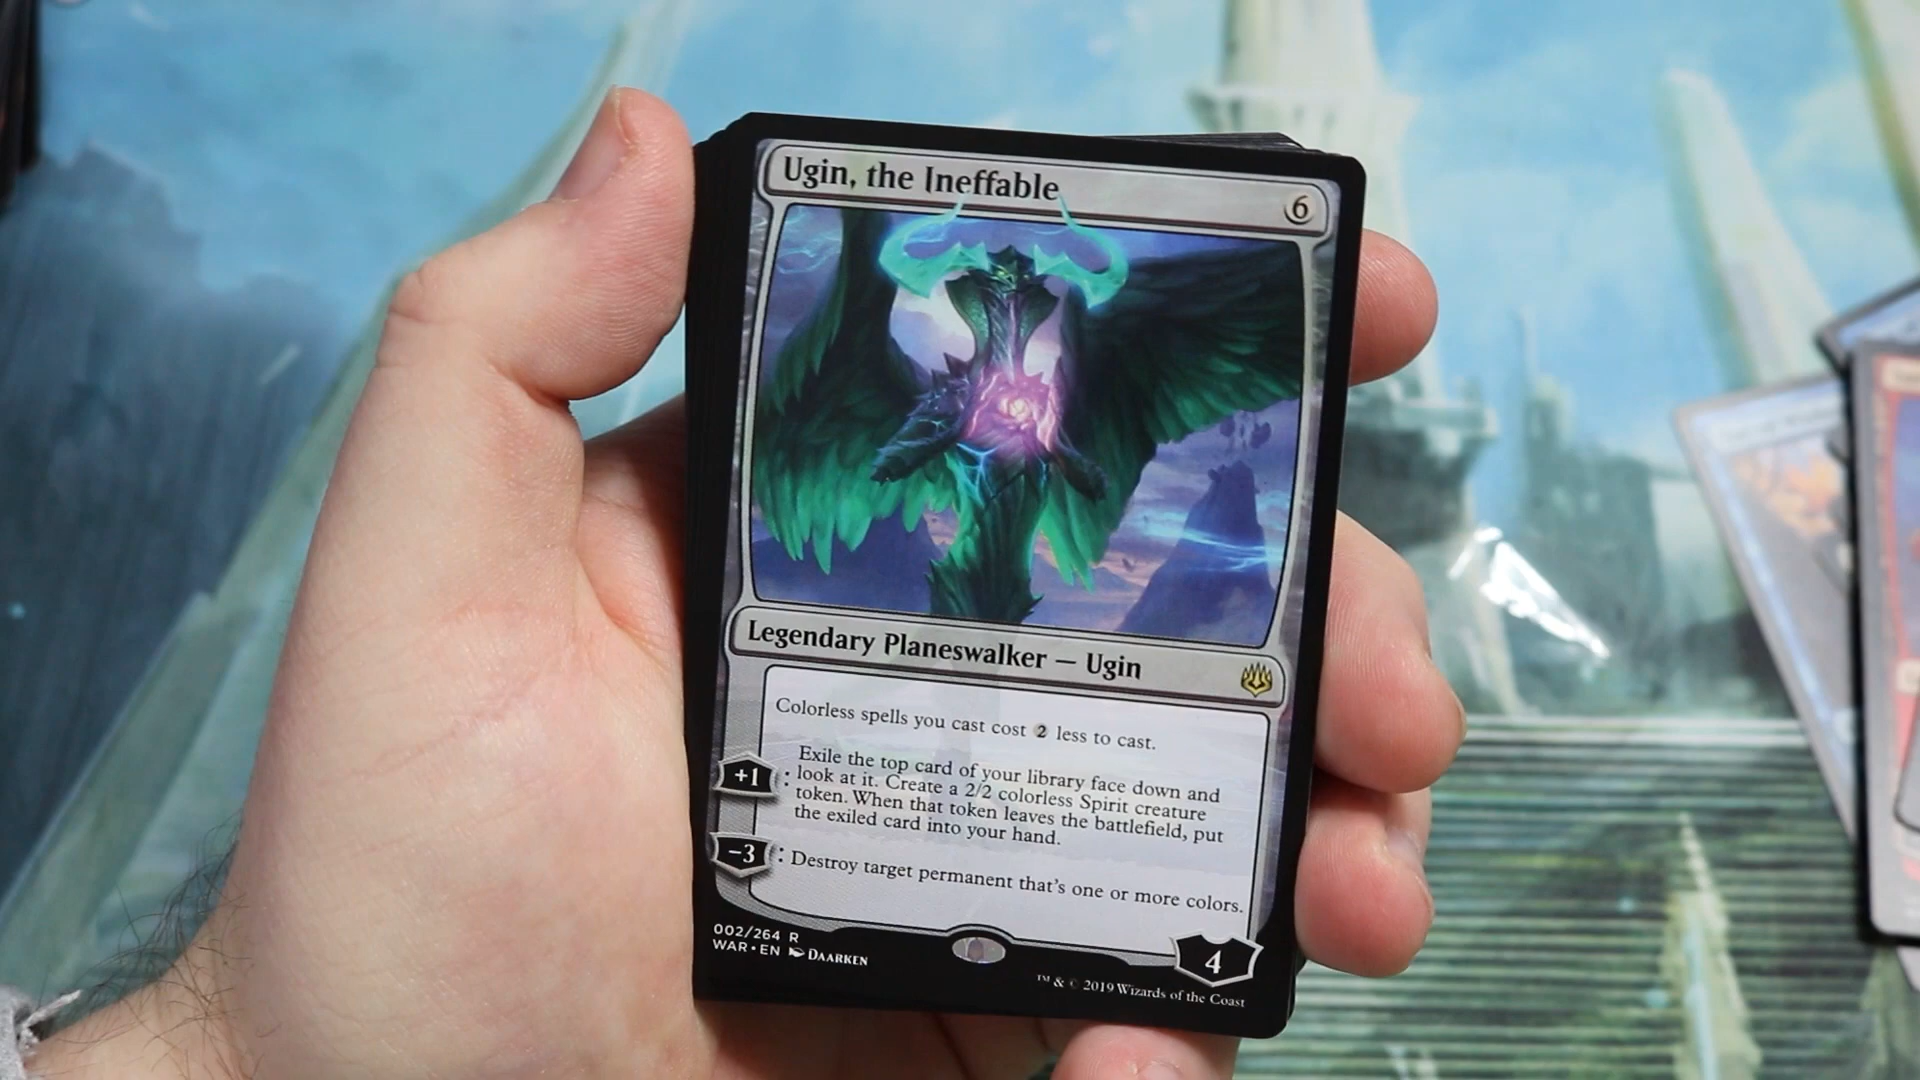 Ugin, the Ineffable 6
Legendary Planeswalker — Ugin
Colorless spells you cast cost 2 less to cast.
+1 : Exile the top card of your library face down and
look at it. Create a 2/2 colorless Spirit creature
token. When that token leaves the battlefield, put
the exiled card into your hand.
−3 : Destroy target permanent that's one or more colors.
4
002/264 R
WAR • EN DAARKEN
™ & © 2019 Wizards of the Coast